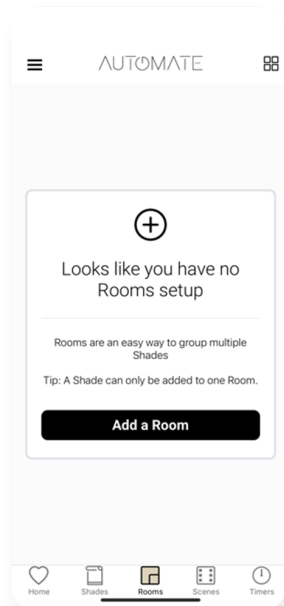 AUTOMATE
Looks like you have no
Rooms setup
Rooms are an easy way to group multiple
Shades
Tip: A Shade can only be added to one Room.
Add a Room
Home Shades Rooms Scenes Timers